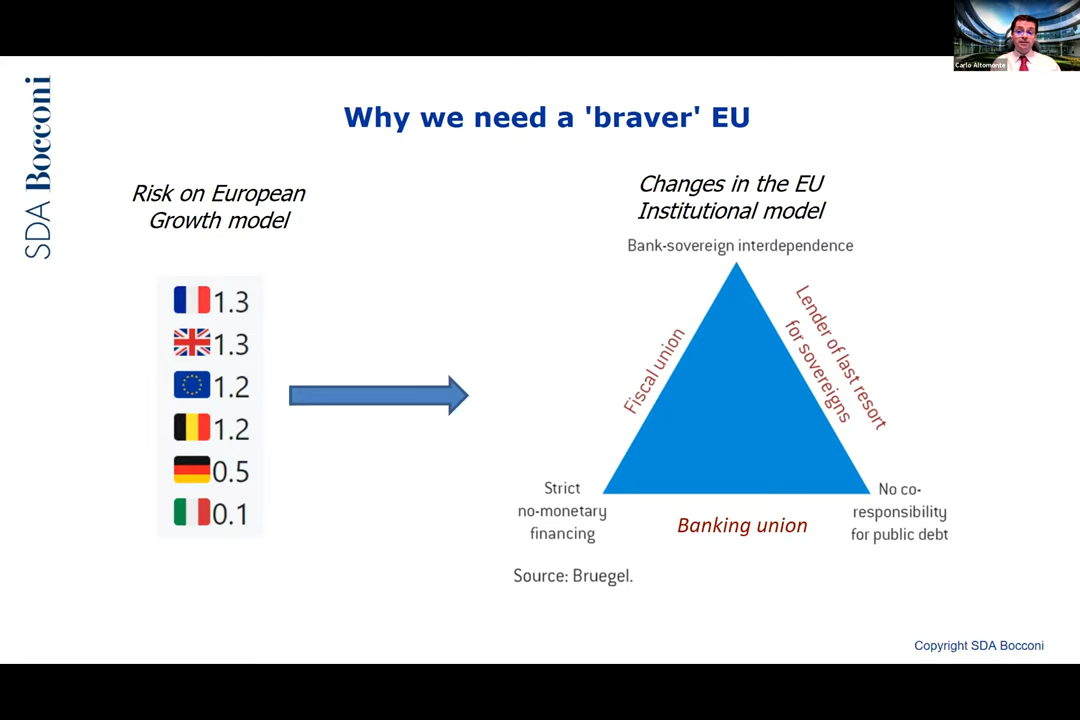 Carlo Altomonte
SDA Bocconi
Why we need a 'braver' EU
Risk on European
Growth model
1.3
1.3
1.2
1.2
0.5
0.1
Changes in the EU
Institutional model
Bank-sovereign interdependence
Fiscal union
Lender of last resort
for sovereigns
Strict
no-monetary
financing
Banking union
No co-
responsibility
for public debt
Source: Bruegel.
Copyright SDA Bocconi